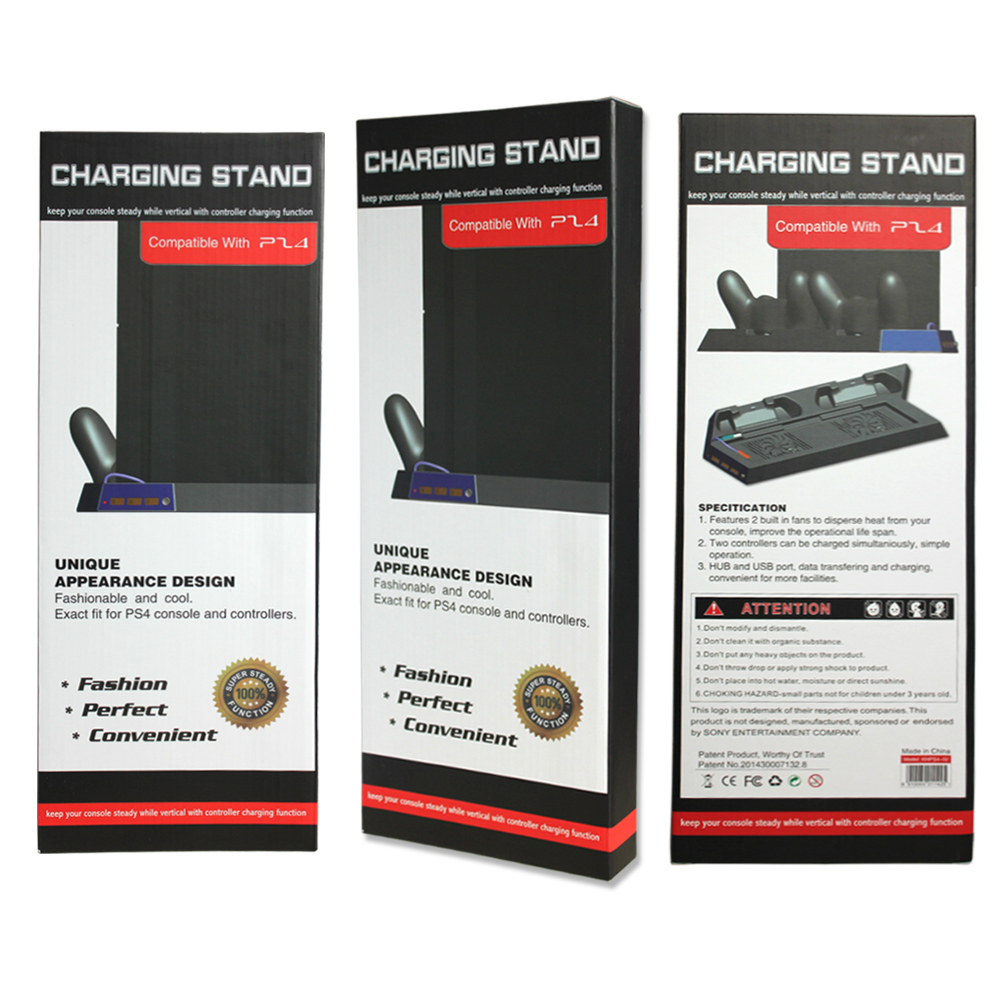 CHARGING STAND
keep your console steady while vertical with controller charging function
Compatible With PS4
UNIQUE
APPEARANCE DESIGN
Fashionable and cool.
Exact fit for PS4 console and controllers.
* Fashion
* Perfect
* Convenient
SUPER STEADY
100%
FUNCTION
keep your console steady while vertical with controller charging function
CHARGING STAND
keep your console steady while vertical with controller charging function
Compatible With PS4
UNIQUE
APPEARANCE DESIGN
Fashionable and cool.
Exact fit for PS4 console and controllers.
* Fashion
* Perfect
* Convenient
SUPER STEADY
100%
FUNCTION
keep your console steady while vertical with controller charging function
CHARGING STAND
keep your console steady while vertical with controller charging function
Compatible With PS4
SPECITICATION
1. Features 2 built in fans to disperse heat from your
console, improve the operational life span.
2. Two controllers can be charged simultaniously, simple
operation.
3. HUB and USB port, data transfering and charging,
convenient for more facilities.
ATTENTION
1.Don't modify and dismantle.
2.Don't clean it with organic substance.
3.Don't put any heavy objects on the product.
4.Don't throw drop or apply strong shock to product.
5.Don't place into hot water, moisture or direct sunshine.
6.CHOKING HAZARD-small parts not for children under 3 years old.
This logo is trademark of their respective companies.This
product is not designed, manufactured, sponsored or endorsed
by SONY ENTERTAINMENT COMPANY.
Patent Product, Worthy Of Trust
Patent No.201430007132.8
Made in China
CE FC
keep your console steady while vertical with controller charging function